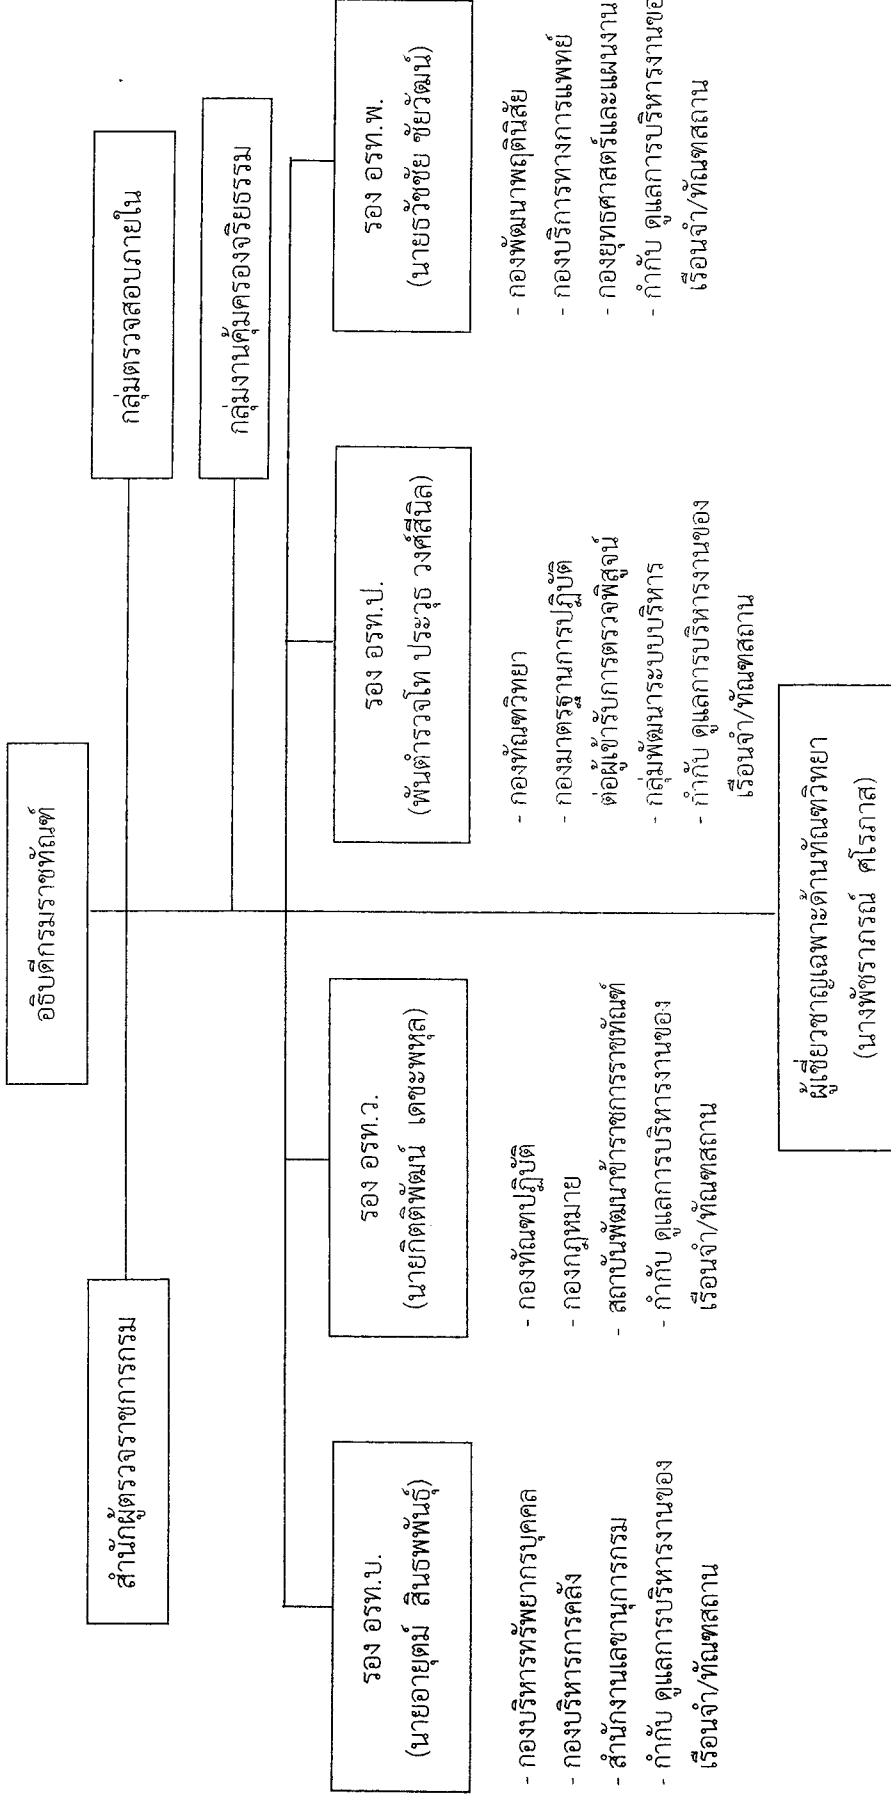 อธิบดีกรมราชทัณฑ์
สำนักผู้ตรวจราชการกรม
กลุ่มตรวจสอบภายใน
กลุ่มงานคุ้มครองจริยธรรม
รอง อรท.บ.
(นายอายุตม์ สินธพพันธุ์)
- กองบริหารทรัพยากรบุคคล
- กองบริหารการคลัง
- สำนักงานเลขานุการกรม
- กำกับ ดูแลการบริหารงานของ
เรือนจำ/ทัณฑสถาน
รอง อรท.ว.
(นายกิตติพัฒน์ เดชะพหุล)
- กองทัณฑปฏิบัติ
- กองกฎหมาย
- สถาบันพัฒนาข้าราชการราชทัณฑ์
- กำกับ ดูแลการบริหารงานของ
เรือนจำ/ทัณฑสถาน
รอง อรท.ป.
(พันตำรวจโท ประวุธ วงศ์สีนิล)
- กองทัณฑวิทยา
- กองมาตรฐานการปฏิบัติ
ต่อผู้เข้ารับการตรวจพิสูจน์
- กลุ่มพัฒนาระบบบริหาร
- กำกับ ดูแลการบริหารงานของ
เรือนจำ/ทัณฑสถาน
รอง อรท.พ.
(นายธวัชชัย ชัยวัฒน์)
- กองพัฒนาพฤตินิสัย
- กองบริการทางการแพทย์
- กองยุทธศาสตร์และแผนงาน
- กำกับ ดูแลการบริหารงานขอ
เรือนจำ/ทัณฑสถาน
ผู้เชี่ยวชาญเฉพาะด้านทัณฑวิทยา
(นางพัชราภรณ์ ศโรภาส)